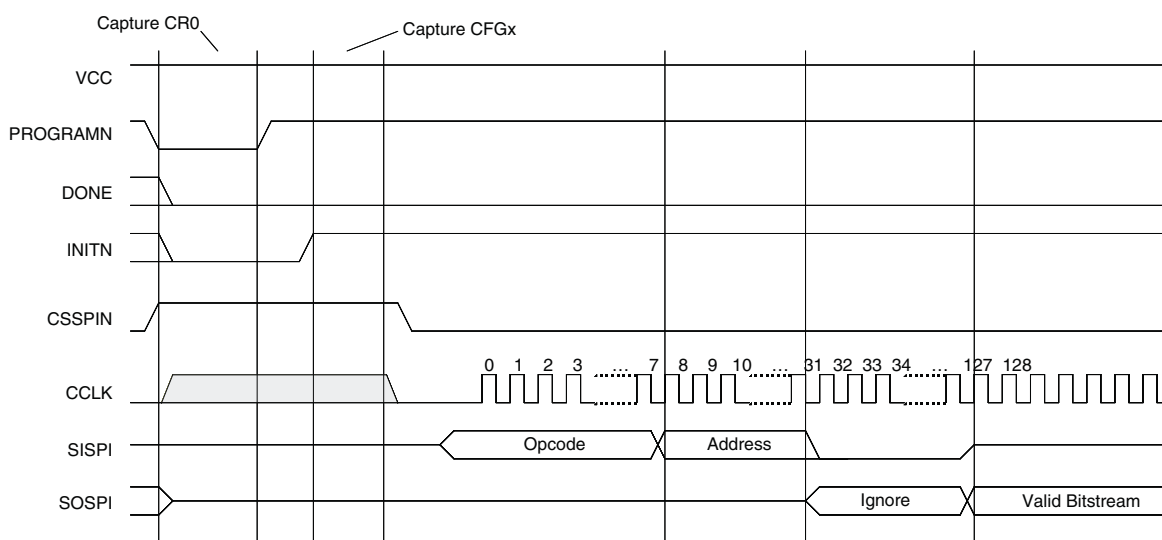 Capture CR0
Capture CFGx
VCC
PROGRAMN
DONE
INITN
CSSPIN
0 1 2 3 ... 7 8 9 10 ... 31 32 33 34 ... 127 128
CCLK
SISPI Opcode Address
SOSPI Ignore Valid Bitstream